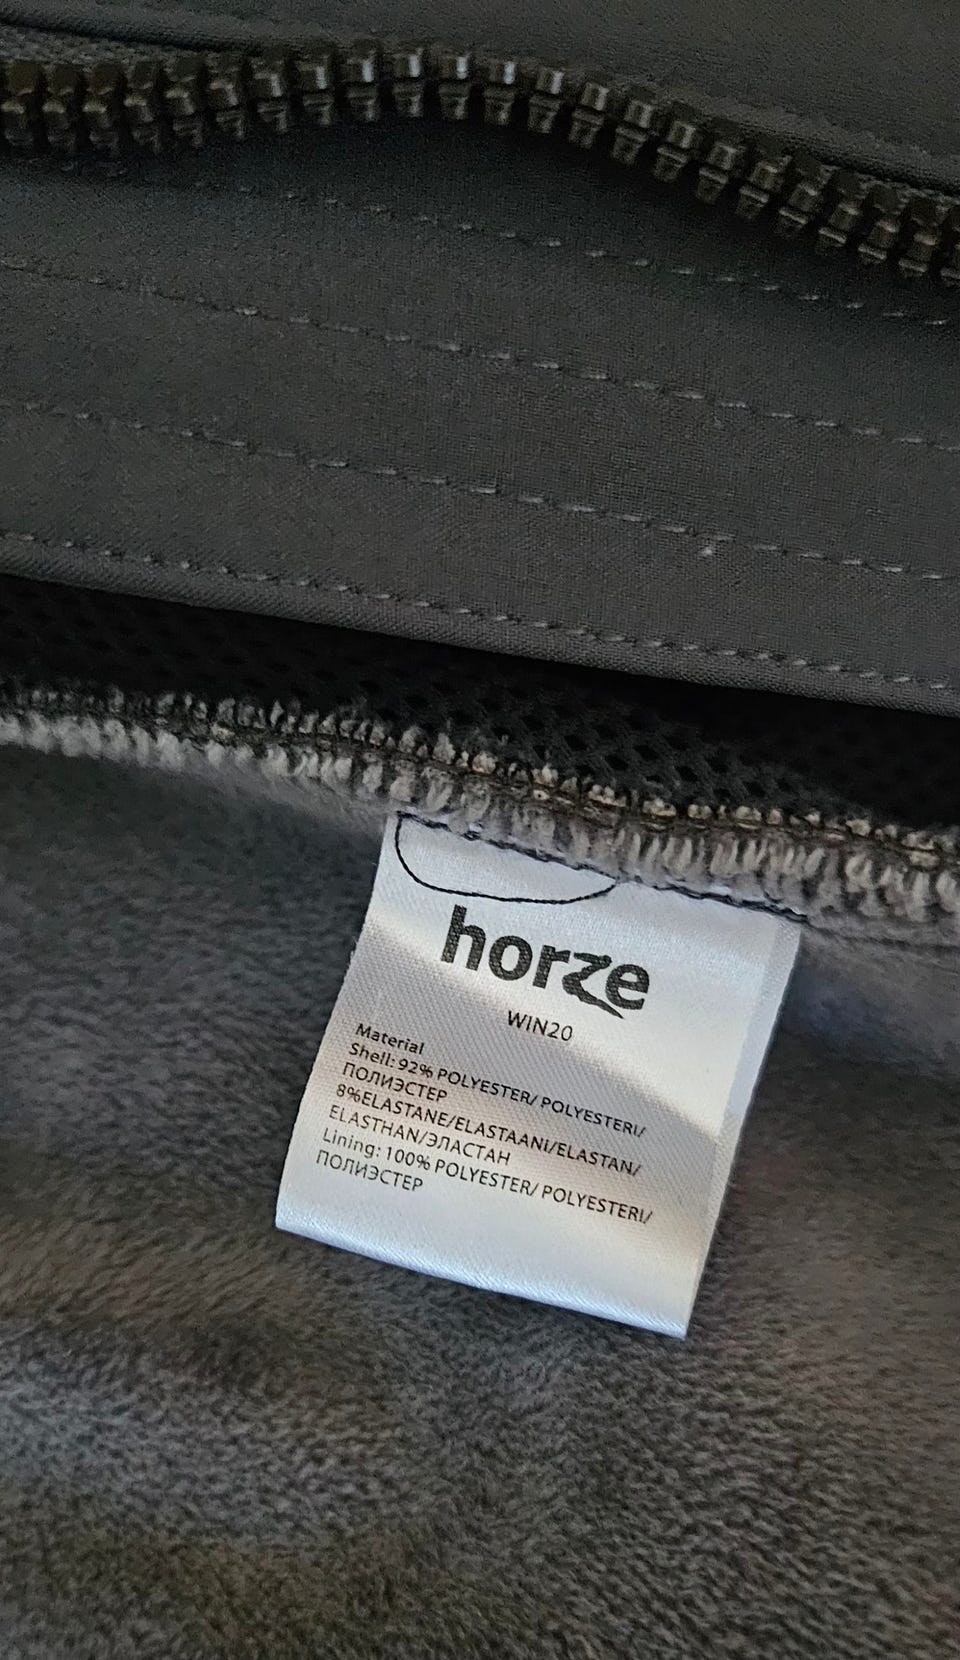 horze
WIN20
Material
Shell: 92% POLYESTER/ POLYESTERI/
ПОЛИЭСТЕР
8%ELASTANE/ELASTAANI/ELASTAN/
ELASTHAN/ЭЛАСТАН
Lining: 100% POLYESTER/ POLYESTERI/
ПОЛИЭСТЕР